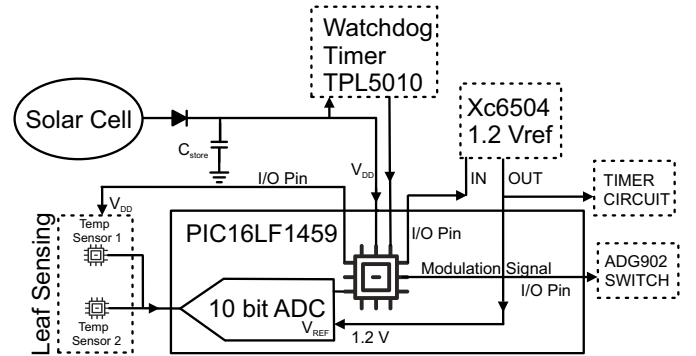 Watchdog
Timer
TPL5010
Solar Cell
Cstore
Xc6504
1.2 Vref
I/O Pin
VDD
IN
OUT
TIMER
CIRCUIT
VDD
Leaf Sensing
Temp
Sensor 1
Temp
Sensor 2
PIC16LF1459
I/O Pin
Modulation Signal
I/O Pin
ADG902
SWITCH
10 bit ADC
VREF
1.2 V